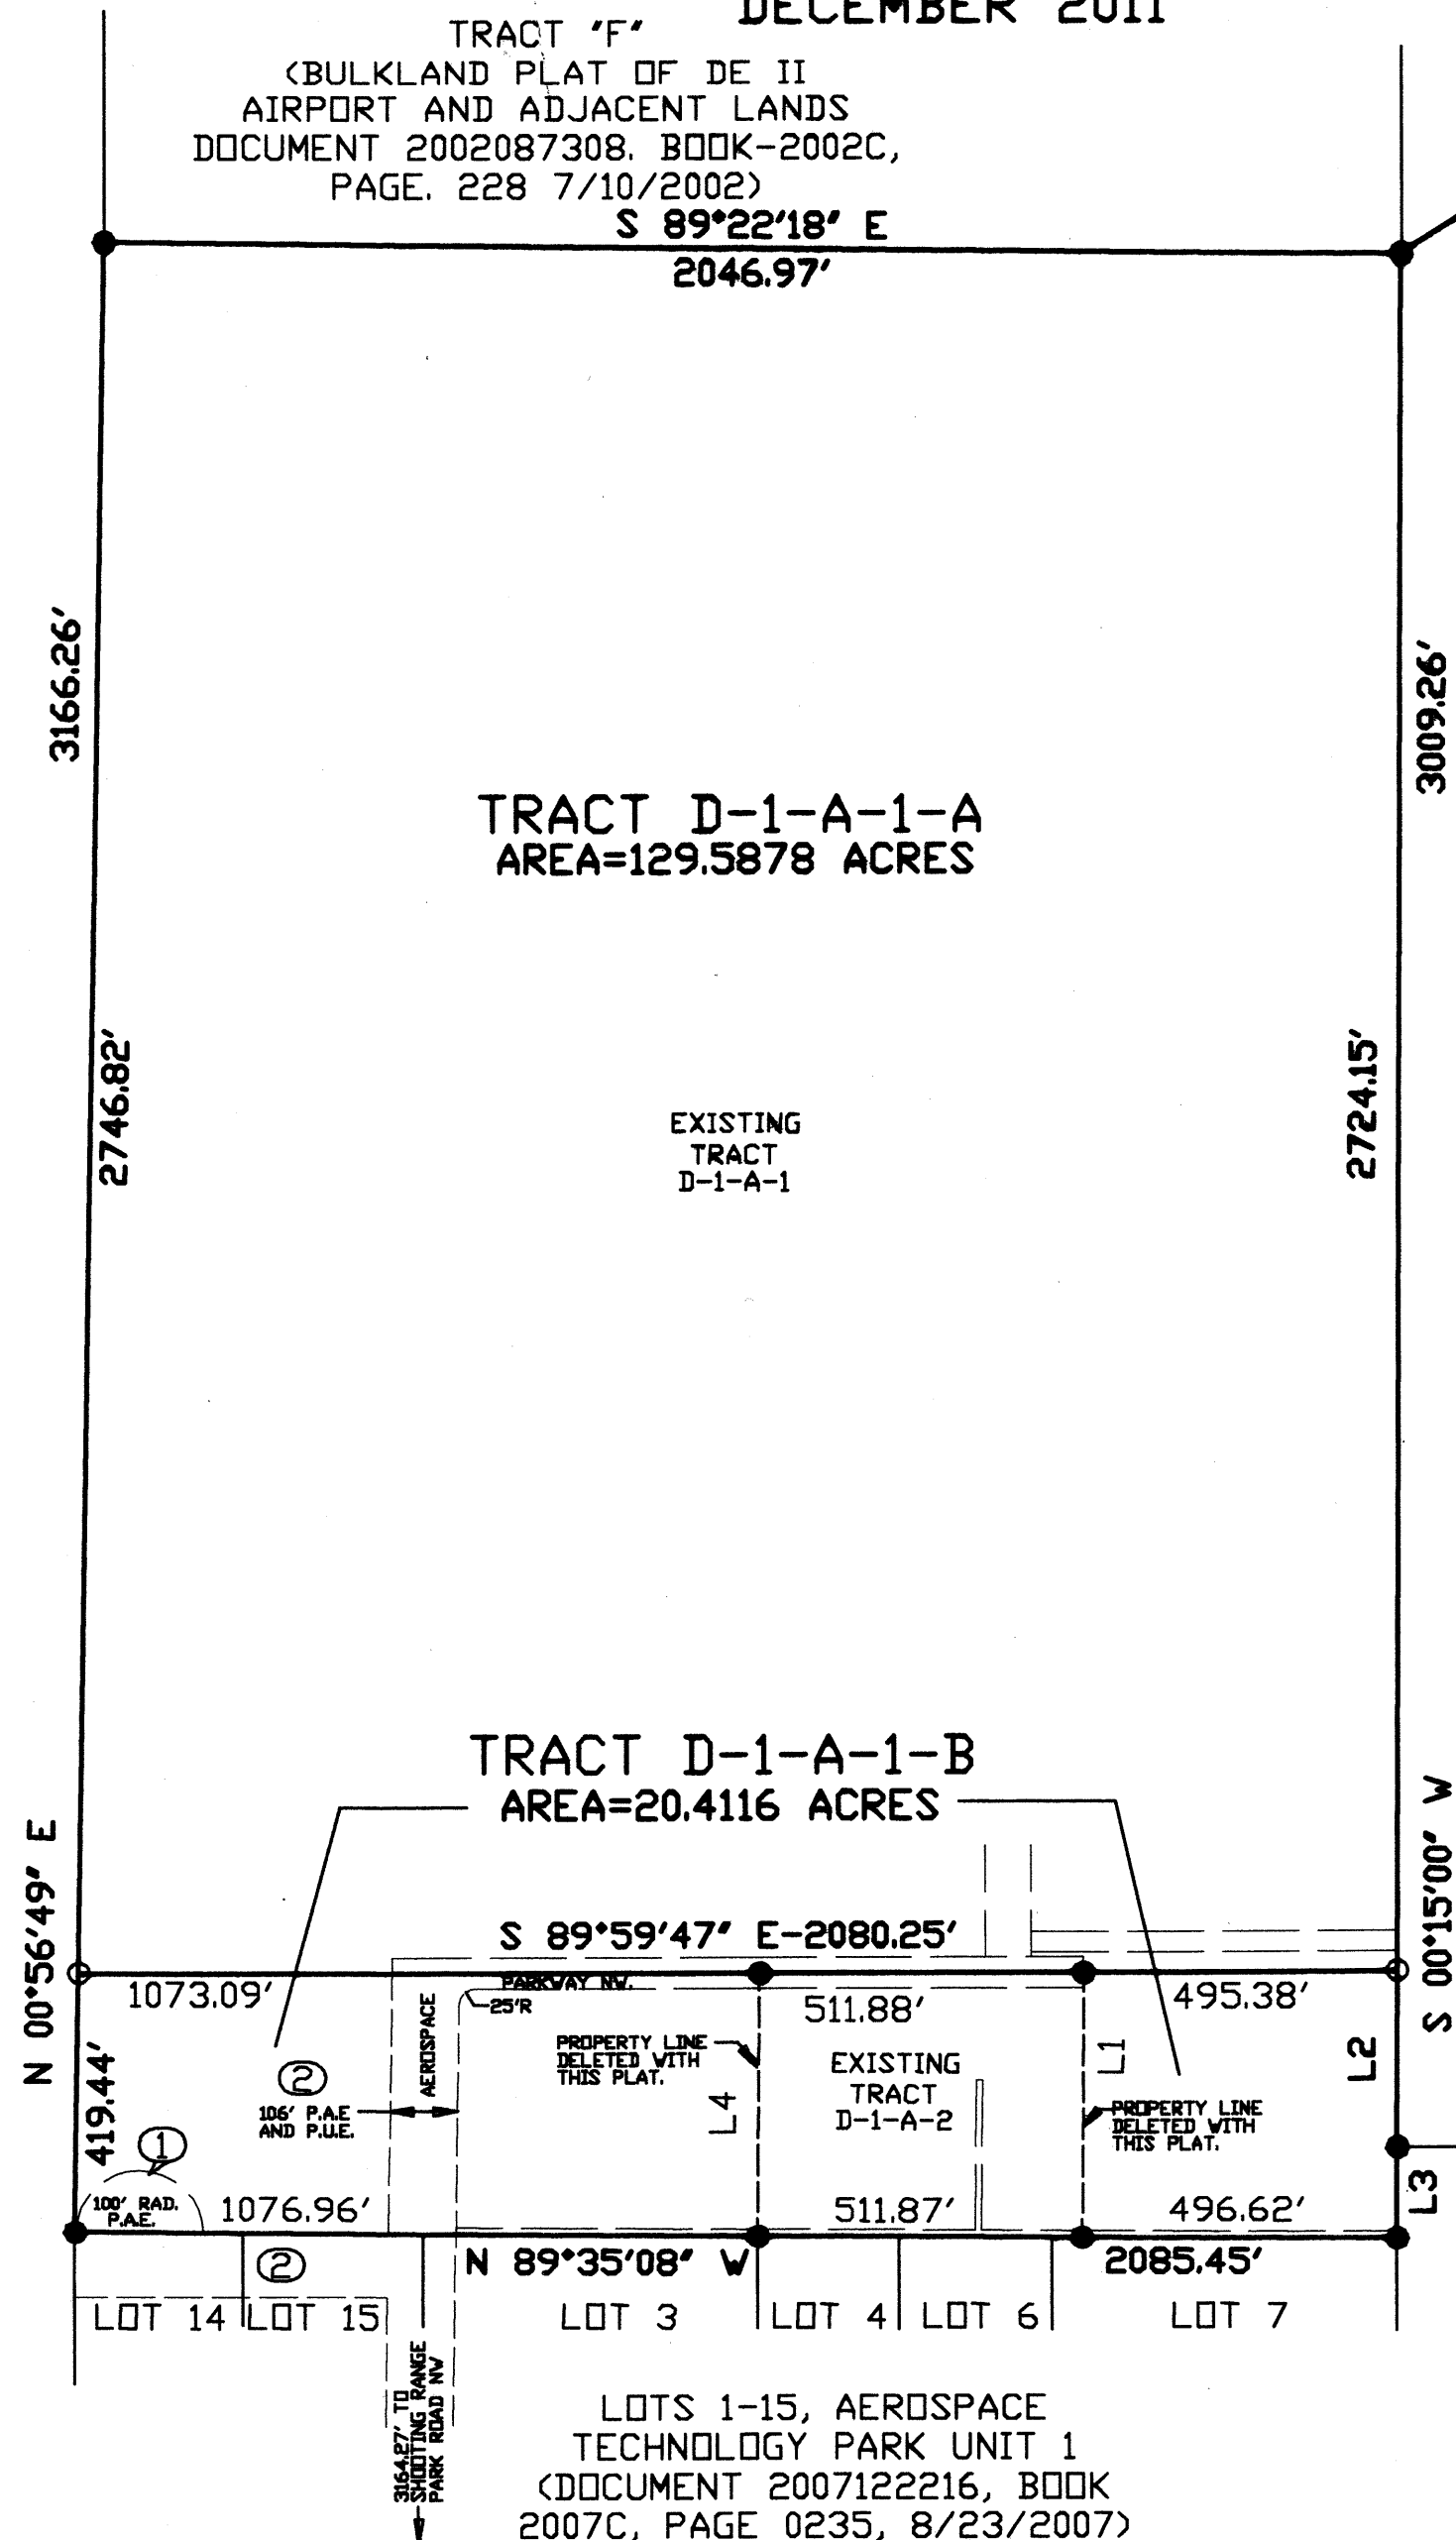 DECEMBER 2011
TRACT "F"
(BULKLAND PLAT OF DE II
AIRPORT AND ADJACENT LANDS
DOCUMENT 2002087308. BOOK-2002C,
PAGE. 228 7/10/2002)
S 89°22'18" E
2046.97'
3166.26'
3009.26'
TRACT D-1-A-1-A
AREA=129.5878 ACRES
2746.82'
2724.15'
EXISTING
TRACT
D-1-A-1
TRACT D-1-A-1-B
AREA=20.4116 ACRES
N 00°56'49" E
S 00°15'00" W
S 89°59'47" E-2080.25'
1073.09'
PARKWAY NW.
25'R
511.88'
495.38'
AEROSPACE
PROPERTY LINE
DELETED WITH
THIS PLAT.
EXISTING
TRACT
D-1-A-2
L1
L2
419.44'
2
106' P.A.E
AND P.U.E.
L4
PROPERTY LINE
DELETED WITH
THIS PLAT.
1
100' RAD.
P.A.E.
1076.96'
511.87'
496.62'
L3
2
N 89°35'08" W
2085.45'
LOT 14
LOT 15
LOT 3
LOT 4
LOT 6
LOT 7
3164.27' TO
SHOOTING RANGE
PARK ROAD NW
LOTS 1-15, AEROSPACE
TECHNOLOGY PARK UNIT 1
(DOCUMENT 2007122216, BOOK
2007C, PAGE 0235, 8/23/2007)